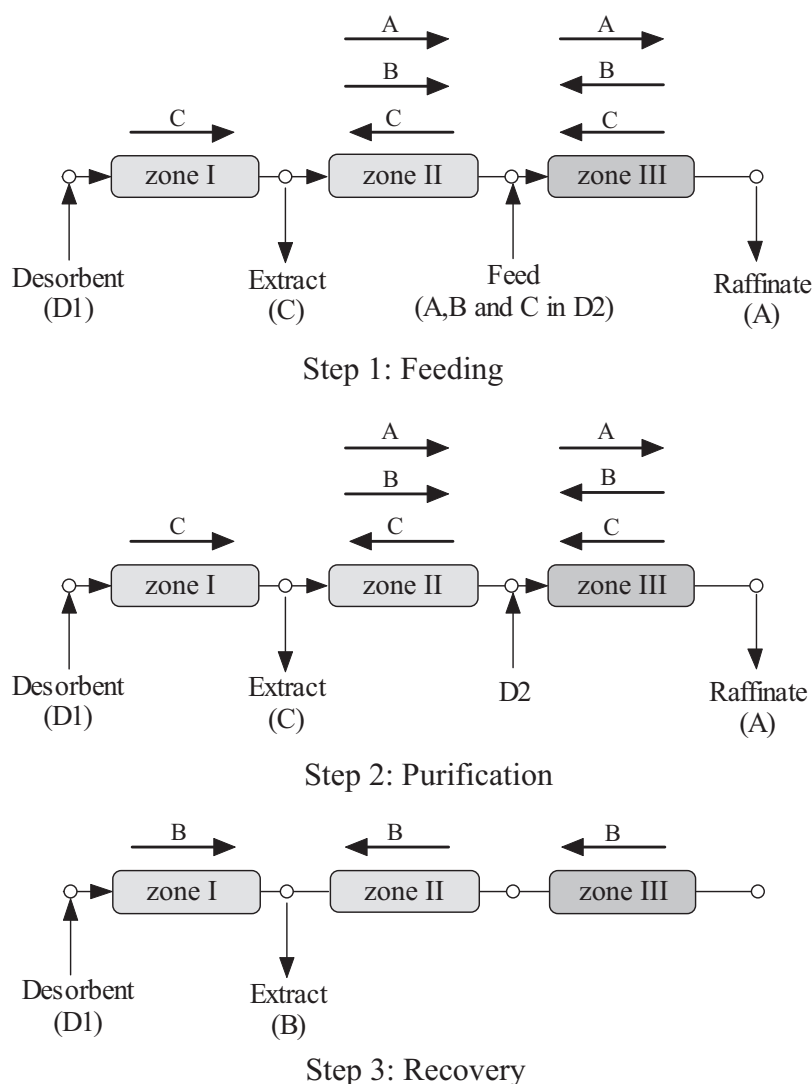 A A
B B
C C C
zone I zone II zone III
Desorbent Extract Feed Raffinate
(D1) (C) (A,B and C in D2) (A)
Step 1: Feeding
A A
B B
C C C
zone I zone II zone III
Desorbent Extract D2 Raffinate
(D1) (C) (A)
Step 2: Purification
B B B
zone I zone II zone III
Desorbent Extract
(D1) (B)
Step 3: Recovery